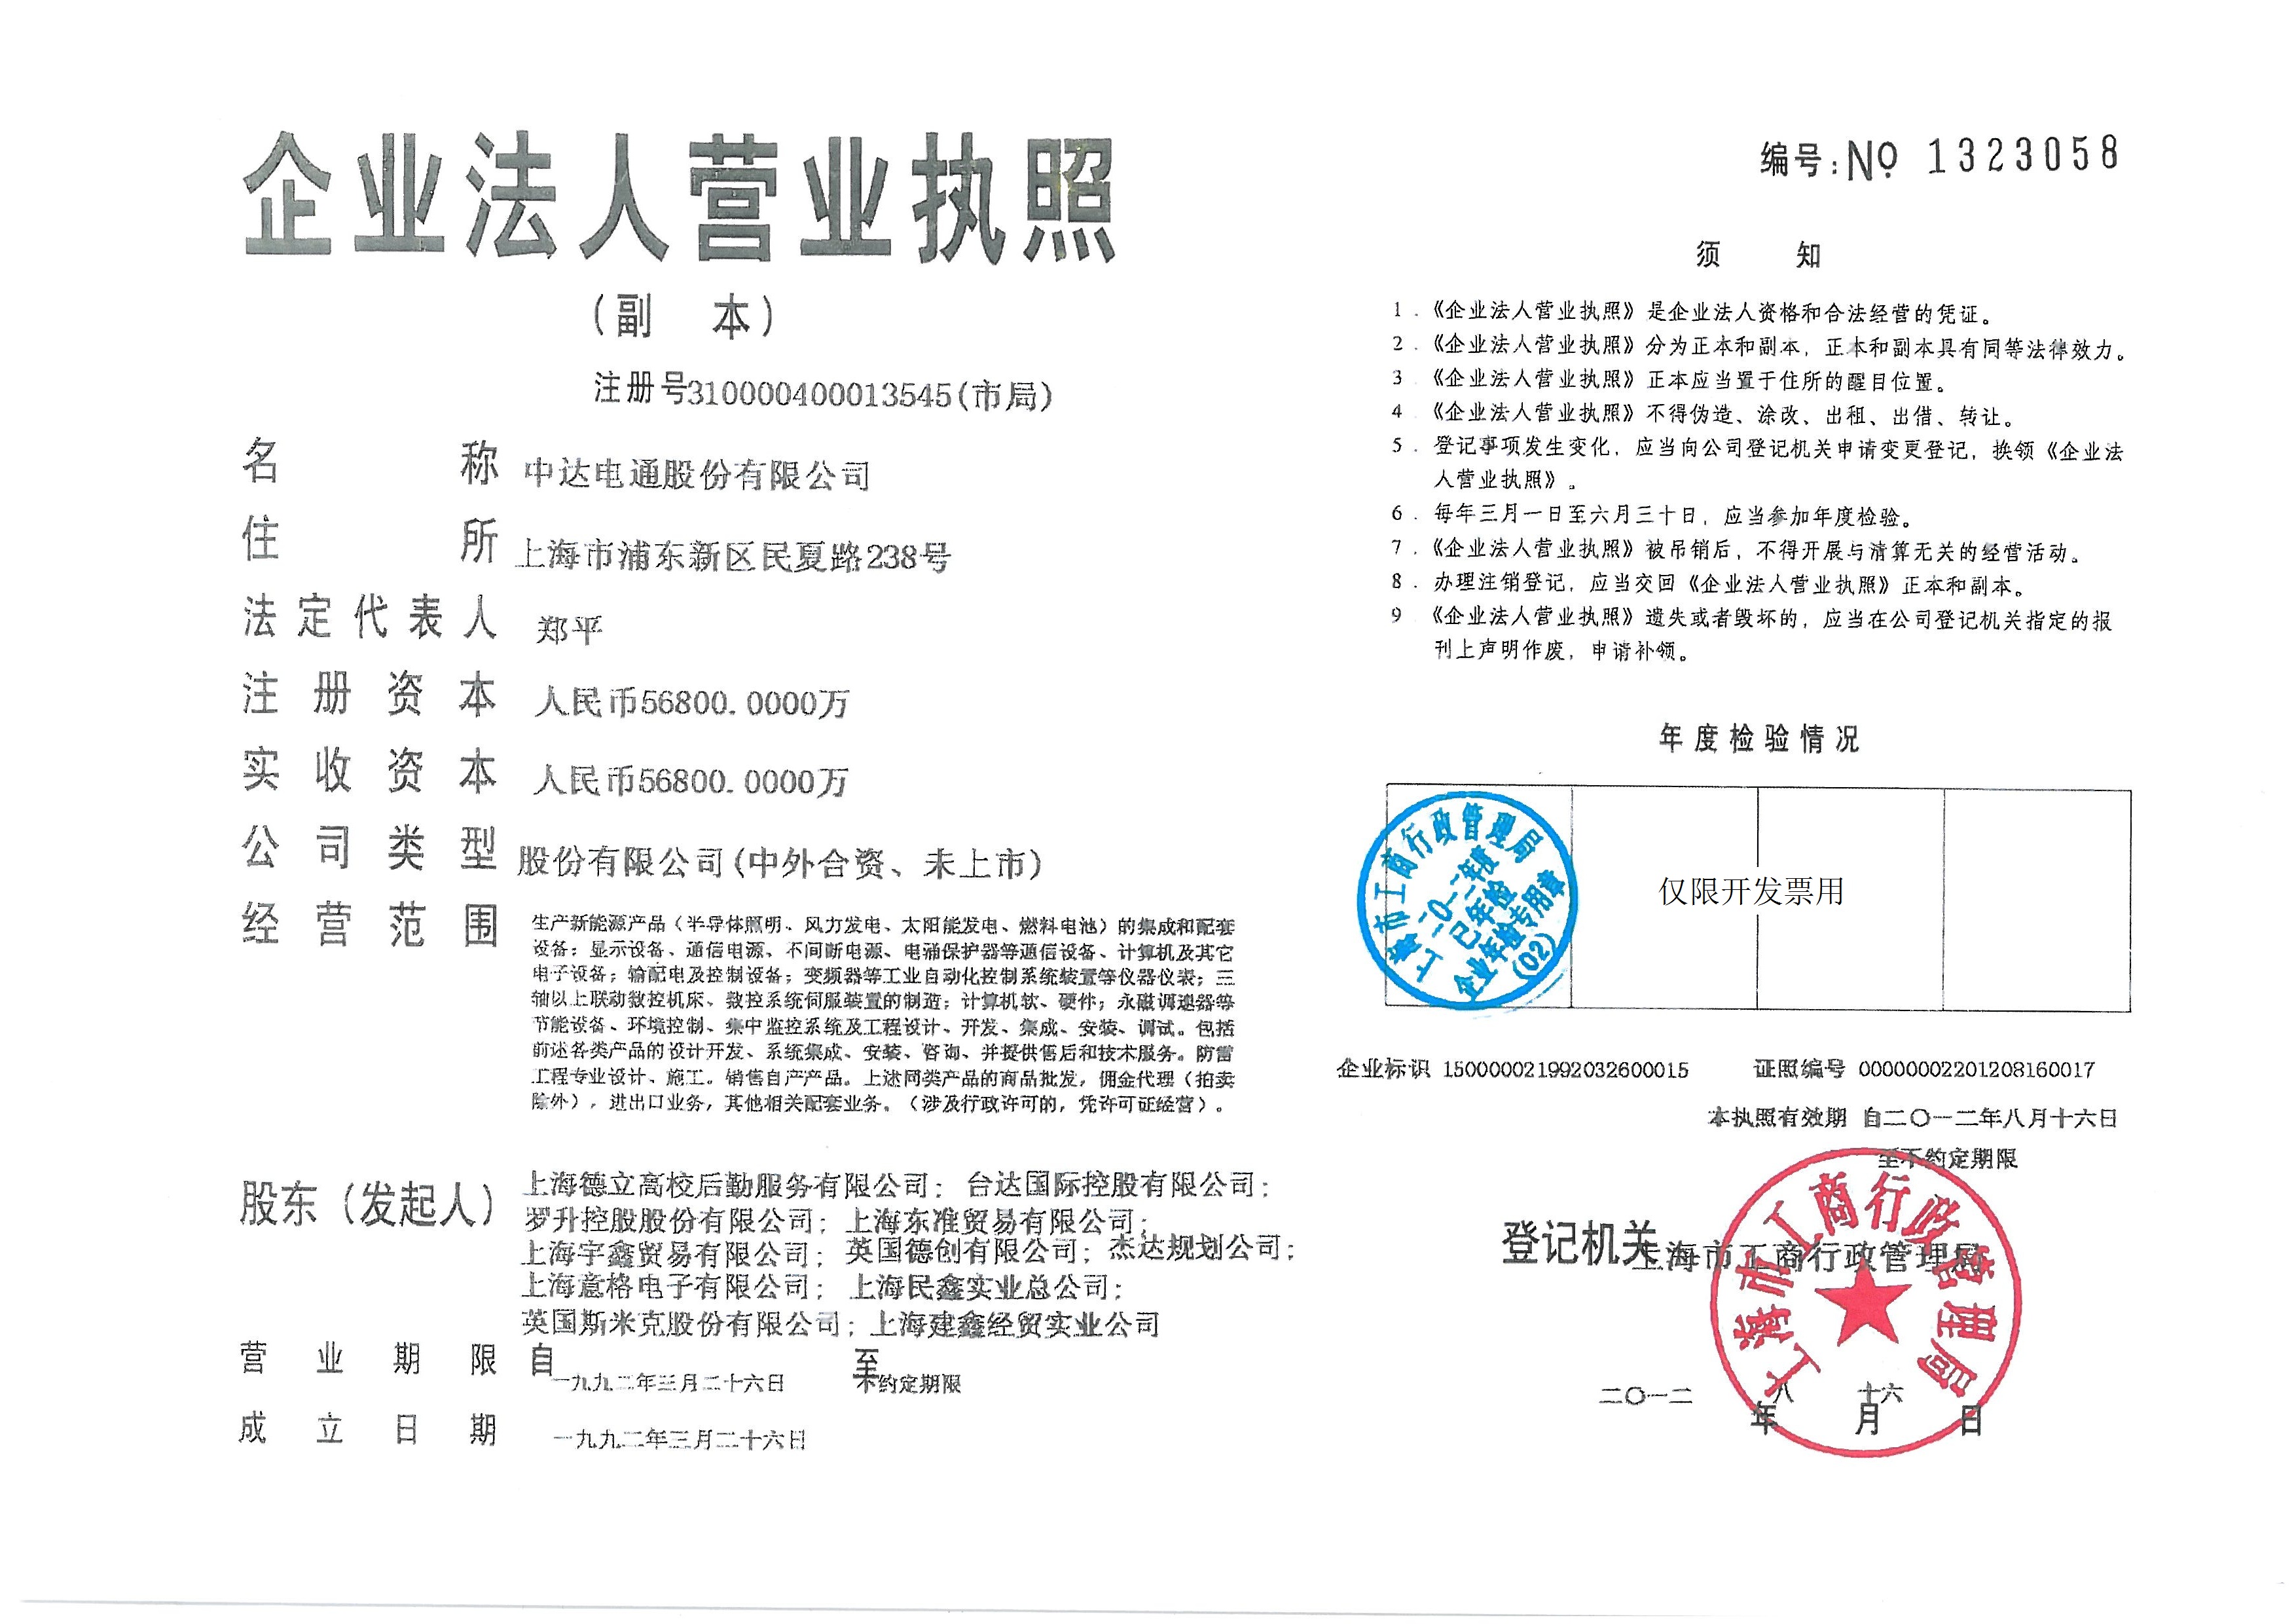 企业法人营业执照
（副 本）
注册号310000400013545(市局)
名 称 中达电通股份有限公司
住 所 上海市浦东新区民夏路238号
法定代表人 郑平
注册资本 人民币56800.0000万
实收资本 人民币56800.0000万
公司类型 股份有限公司(中外合资、未上市)
经营范围 生产新能源产品（半导体照明、风力发电、太阳能发电、燃料电池）的集成和配套
设备；显示设备、通信电源、不间断电源、电涌保护器等通信设备、计算机及其它
电子设备；输配电及控制设备；变频器等工业自动化控制系统装置等仪器仪表；三
轴以上联动数控机床、数控系统伺服装置的制造；计算机软、硬件；永磁调速器等
节能设备、环境控制、集中监控系统及工程设计、开发、集成、安装、调试。包括
前述各类产品的设计开发、系统集成、安装、咨询、并提供售后和技术服务。防雷
工程专业设计、施工。销售自产产品。上述同类产品的商品批发，佣金代理（拍卖
除外），进出口业务，其他相关配套业务。（涉及行政许可的，凭许可证经营）。
股东（发起人） 上海德立高校后勤服务有限公司； 台达国际控股有限公司；
罗升控股股份有限公司；上海东准贸易有限公司；
上海宇鑫贸易有限公司； 英国德创有限公司；杰达规划公司；
上海意格电子有限公司； 上海民鑫实业总公司；
英国斯米克股份有限公司；上海建鑫经贸实业公司
营业期限 自一九九二年三月二十六日 至不约定期限
成立日期 一九九二年三月二十六日
编号:No 1323058
须 知
1．《企业法人营业执照》是企业法人资格和合法经营的凭证。
2．《企业法人营业执照》分为正本和副本，正本和副本具有同等法律效力。
3 《企业法人营业执照》正本应当置于住所的醒目位置。
4 《企业法人营业执照》不得伪造、涂改、出租、出借、转让。
5．登记事项发生变化，应当向公司登记机关申请变更登记，换领《企业法
人营业执照》。
6．每年三月一日至六月三十日，应当参加年度检验。
7．《企业法人营业执照》被吊销后，不得开展与清算无关的经营活动。
8．办理注销登记，应当交回《企业法人营业执照》正本和副本。
9 《企业法人营业执照》遗失或者毁坏的，应当在公司登记机关指定的报
刊上声明作废，申请补领。
年度检验情况
上海市工商行政管理局
二〇一二年度
已年检
企业年检专用章
(02)
仅限开发票用
企业标识 150000021992032600015 证照编号 00000002201208160017
本执照有效期 自二〇一二年八月十六日
至不约定期限
登记机关 上海市工商行政管理局
上海市工商行政管理局
二〇一二年 八月 十六日